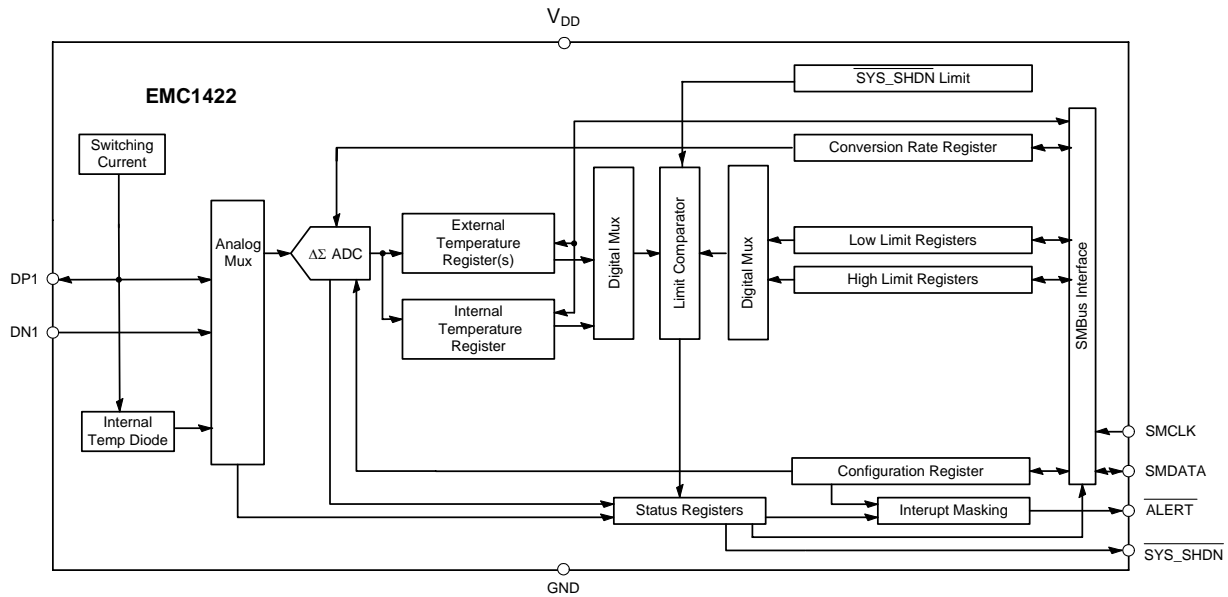 VDD
EMC1422
SYS_SHDN Limit
Switching
Current
Conversion Rate Register
Analog
Mux
ΔΣ ADC
External
Temperature
Register(s)
Internal
Temperature
Register
Digital Mux
Limit Comparator
Digital Mux
Low Limit Registers
High Limit Registers
SMBus Interface
DP1
DN1
Internal
Temp Diode
SMCLK
Configuration Register
SMDATA
Status Registers
Interupt Masking
ALERT
SYS_SHDN
GND